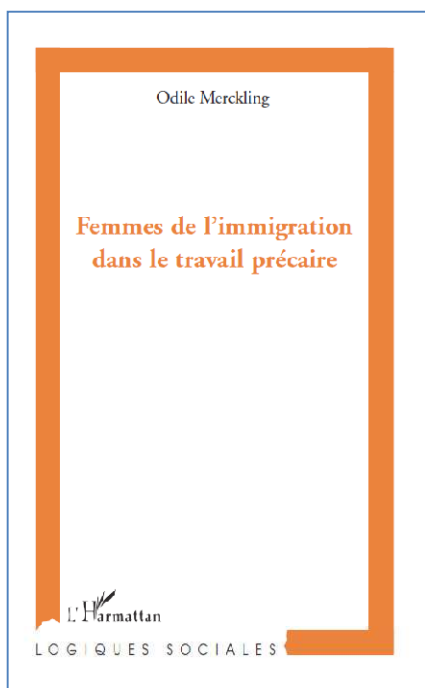 Odile Merckling
Femmes de l'immigration
dans le travail précaire
L'Harmattan
LOGIQUES SOCIALES